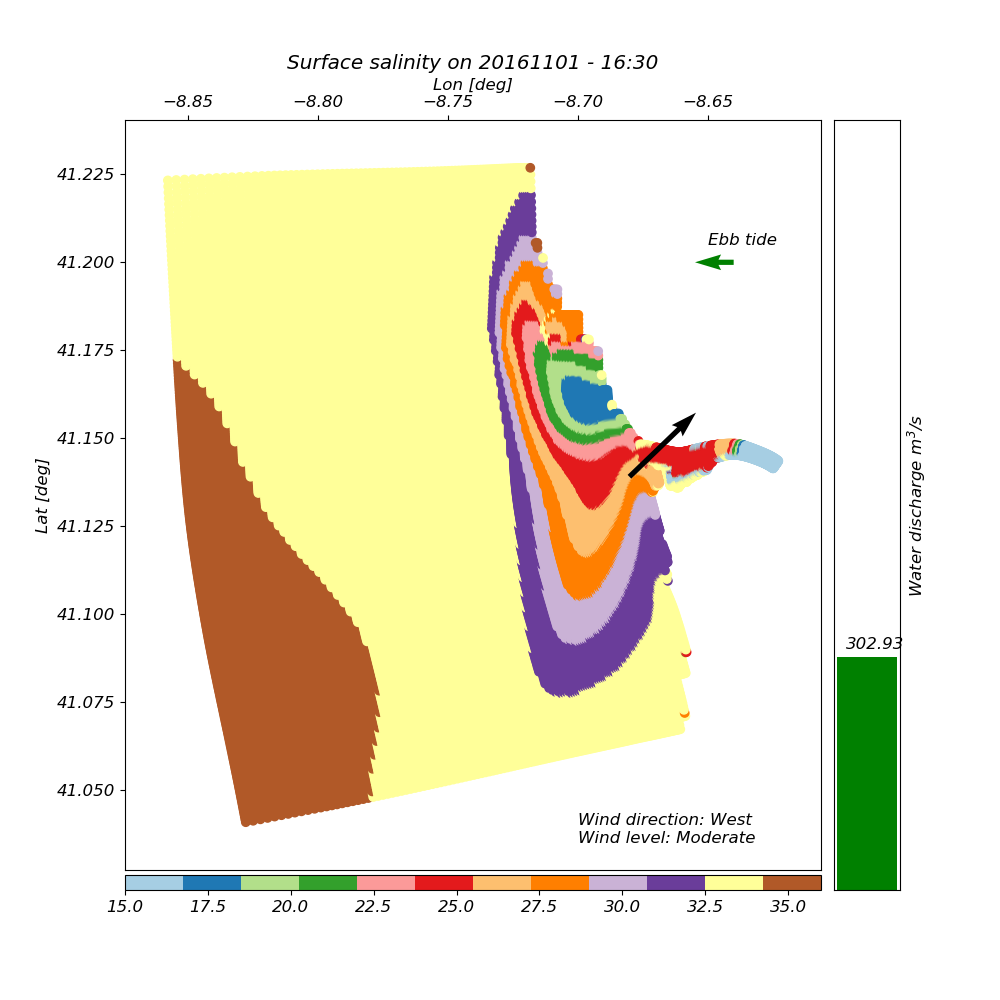 Surface salinity on 20161101 - 16:30
Lon [deg]
−8.85 −8.80 −8.75 −8.70 −8.65
41.225
41.200
41.175
41.150
41.125
41.100
41.075
41.050
Lat [deg]
Ebb tide
Wind direction: West
Wind level: Moderate
302.93
Water discharge m³/s
15.0 17.5 20.0 22.5 25.0 27.5 30.0 32.5 35.0